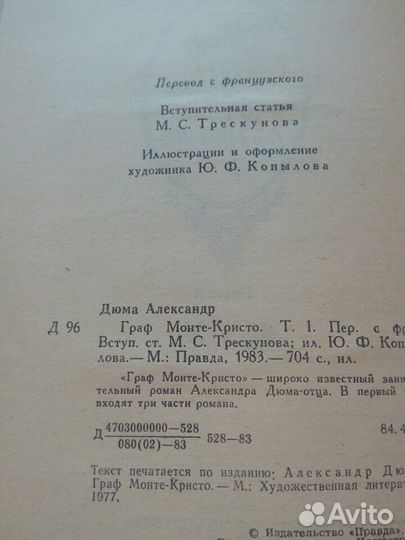 Перевод с французского
Вступительная статья
М. С. Трескунова
Иллюстрации и оформление
художника Ю. Ф. Копылова
Дюма Александр
Д 96 Граф Монте-Кристо. Т. I. Пер. с ф
Вступ. ст. М. С. Трескунова; ил. Ю. Ф. Коп
лова.— М.: Правда, 1983.— 704 с., ил.
«Граф Монте-Кристо» — широко известный зани
тельный роман Александра Дюма-отца. В первый
входят три части романа.
Д 4703000000—528
080(02)—83 528—83 84.4
Текст печатается по изданию: Александр Дю
Граф Монте-Кристо. — М.: Художественная литера
1977.
© Издательство «Правда»,
Avito